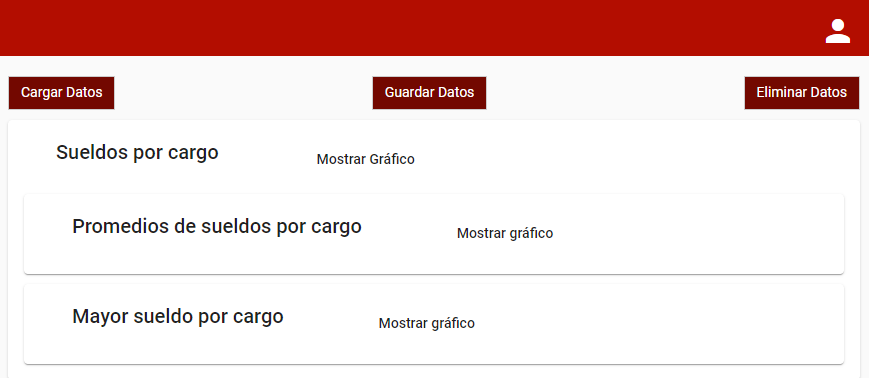 Cargar Datos Guardar Datos Eliminar Datos
Sueldos por cargo Mostrar Gráfico
Promedios de sueldos por cargo Mostrar gráfico
Mayor sueldo por cargo Mostrar gráfico